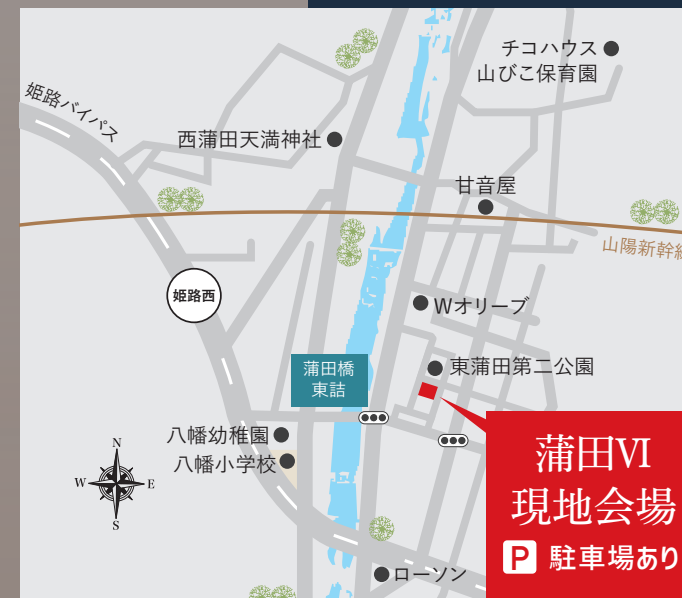 チコハウス
山びこ保育園
姫路バイパス
西蒲田天満神社
甘音屋
山陽新幹線
姫路西
Wオリーブ
蒲田橋
東詰
東蒲田第二公園
八幡幼稚園
八幡小学校
N
W
E
S
蒲田Ⅵ
現地会場
P 駐車場あり
ローソン